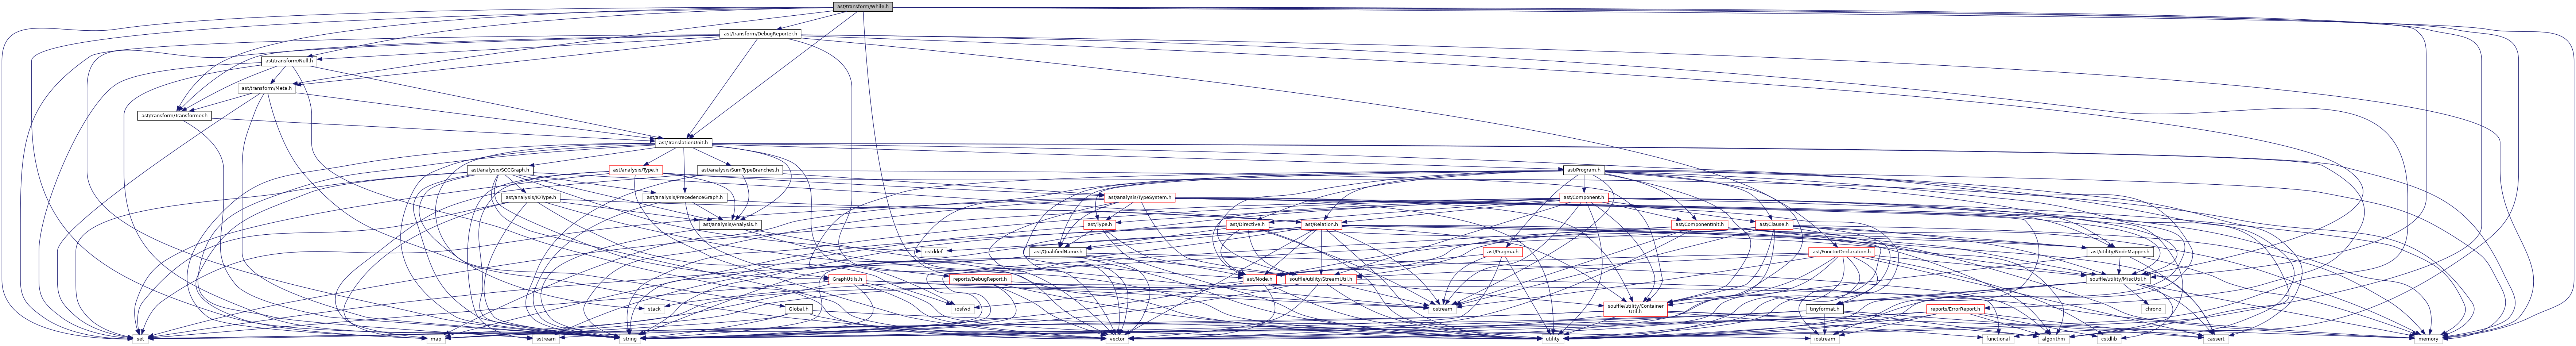 ast/transform/While.h
ast/transform/DebugReporter.h
ast/transform/Null.h
ast/transform/Meta.h
ast/transform/Transformer.h
ast/TranslationUnit.h
ast/analysis/SCCGraph.h
ast/analysis/Type.h
ast/analysis/SumTypeBranches.h
ast/Program.h
ast/analysis/IOType.h
ast/analysis/PrecedenceGraph.h
ast/analysis/TypeSystem.h
ast/Component.h
ast/analysis/Analysis.h
ast/Type.h
ast/Directive.h
ast/Relation.h
ast/ComponentInit.h
ast/Clause.h
cstddef
ast/QualifiedName.h
ast/Pragma.h
ast/FunctorDeclaration.h
ast/utility/NodeMapper.h
GraphUtils.h
reports/DebugReport.h
ast/Node.h
souffle/utility/StreamUtil.h
souffle/utility/MiscUtil.h
Global.h
stack
iosfwd
ostream
souffle/utility/Container
Util.h
tinyformat.h
reports/ErrorReport.h
chrono
set
map
sstream
string
vector
utility
iostream
functional
algorithm
cstdlib
cassert
memory